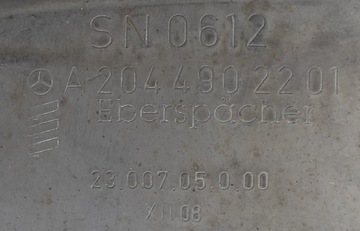 SN 0612
A 204 490 22 01
Eberspächer
23.007.05.0.00
XII.08